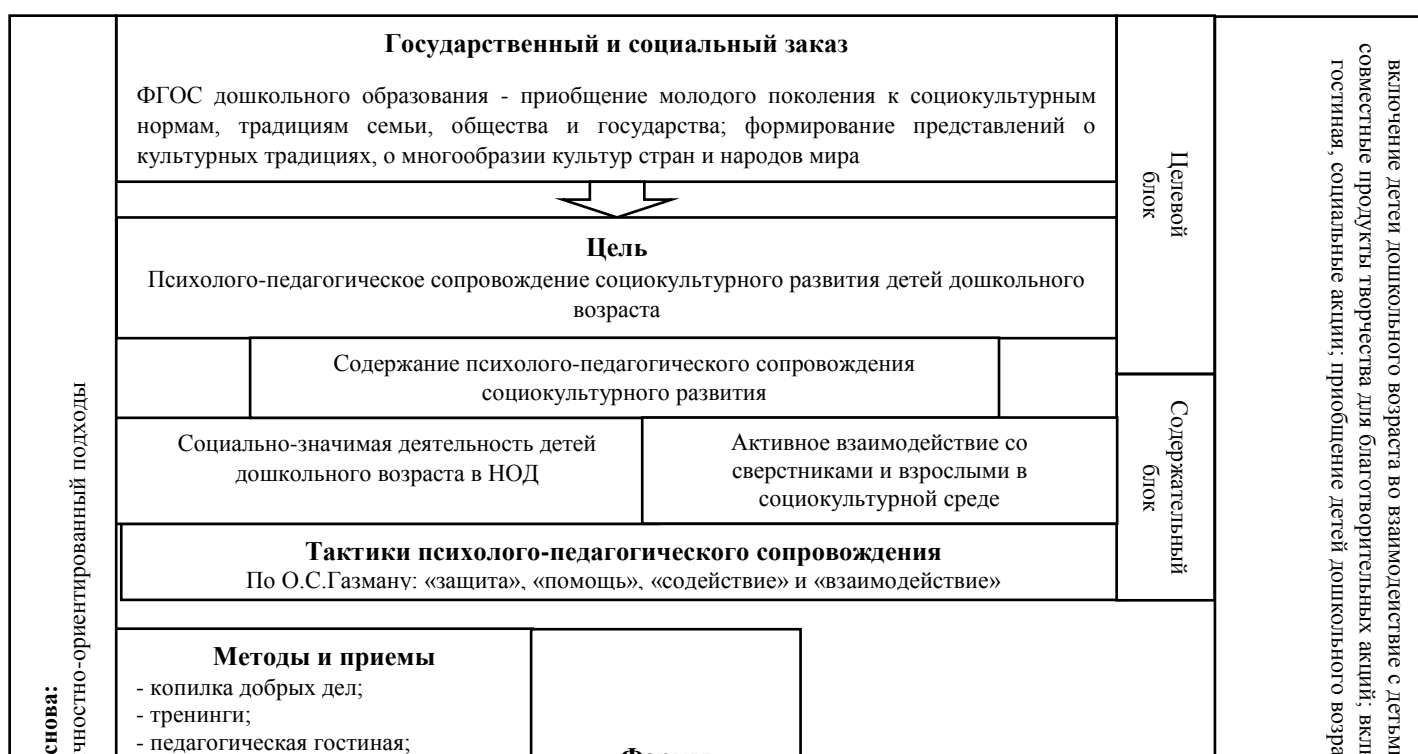 Государственный и социальный заказ
ФГОС дошкольного образования - приобщение молодого поколения к социокультурным
нормам, традициям семьи, общества и государства; формирование представлений о
культурных традициях, о многообразии культур стран и народов мира
Цель
Психолого-педагогическое сопровождение социокультурного развития детей дошкольного
возраста
Содержание психолого-педагогического сопровождения
социокультурного развития
Социально-значимая деятельность детей
дошкольного возраста в НОД
Активное взаимодействие со
сверстниками и взрослыми в
социокультурной среде
Тактики психолого-педагогического сопровождения
По О.С.Газману: «защита», «помощь», «содействие» и «взаимодействие»
Методы и приемы
- копилка добрых дел;
- тренинги;
- педагогическая гостиная;
Целевой
блок
Содержательный
блок
включение детей дошкольного возраста во взаимодействие с
совместные продукты творчества для благотворительных акций;
гостиная, социальные акции; приобщение детей дошкольного
снова:
чностно-ориентированный подходы